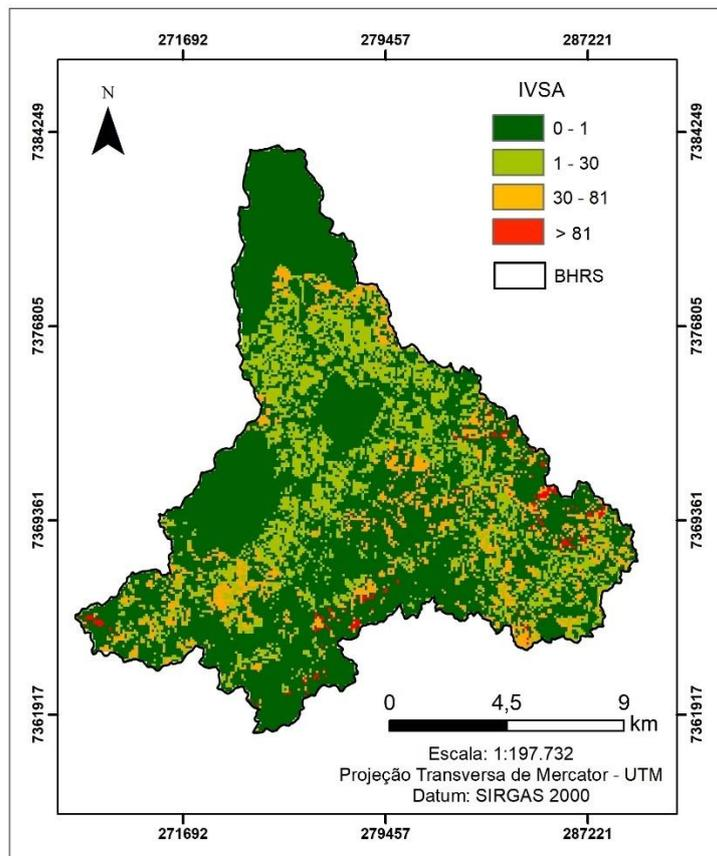 271692 279457 287221
N
IVSA
0 - 1
1 - 30
30 - 81
> 81
BHRS
7384249 7384249
7376805 7376805
7369361 7369361
7361917 7361917
0 4,5 9
km
Escala: 1:197.732
Projeção Transversa de Mercator - UTM
Datum: SIRGAS 2000
271692 279457 287221